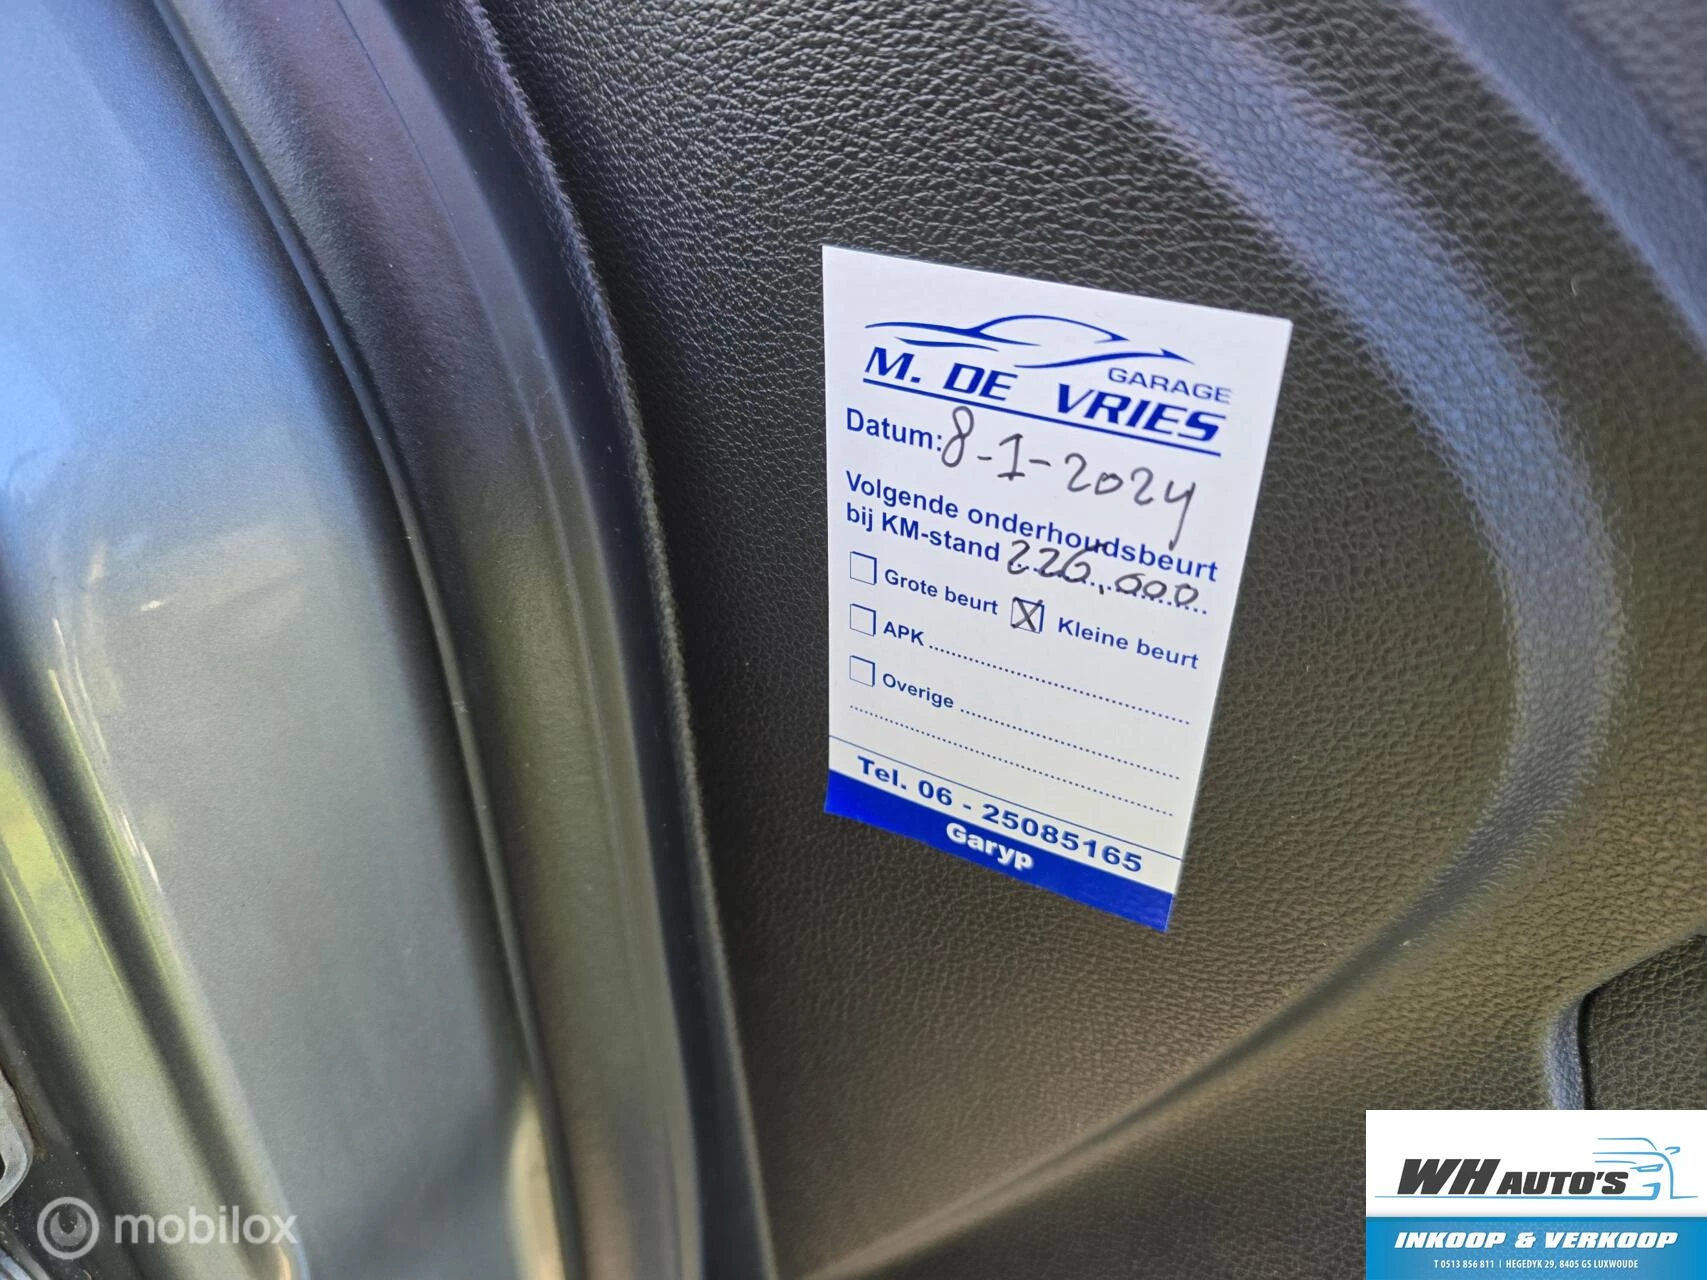 GARAGE
M. DE VRIES
Datum: 8-1-2024
Volgende onderhoudsbeurt
bij KM-stand 226.000
Grote beurt X Kleine beurt
APK
Overige
Tel. 06 - 25085165
Garyp
mobilox
WH AUTO'S
INKOOP & VERKOOP
T 0513 856 811 | HEGEDYK 29, 8405 GS LUXWOUDE